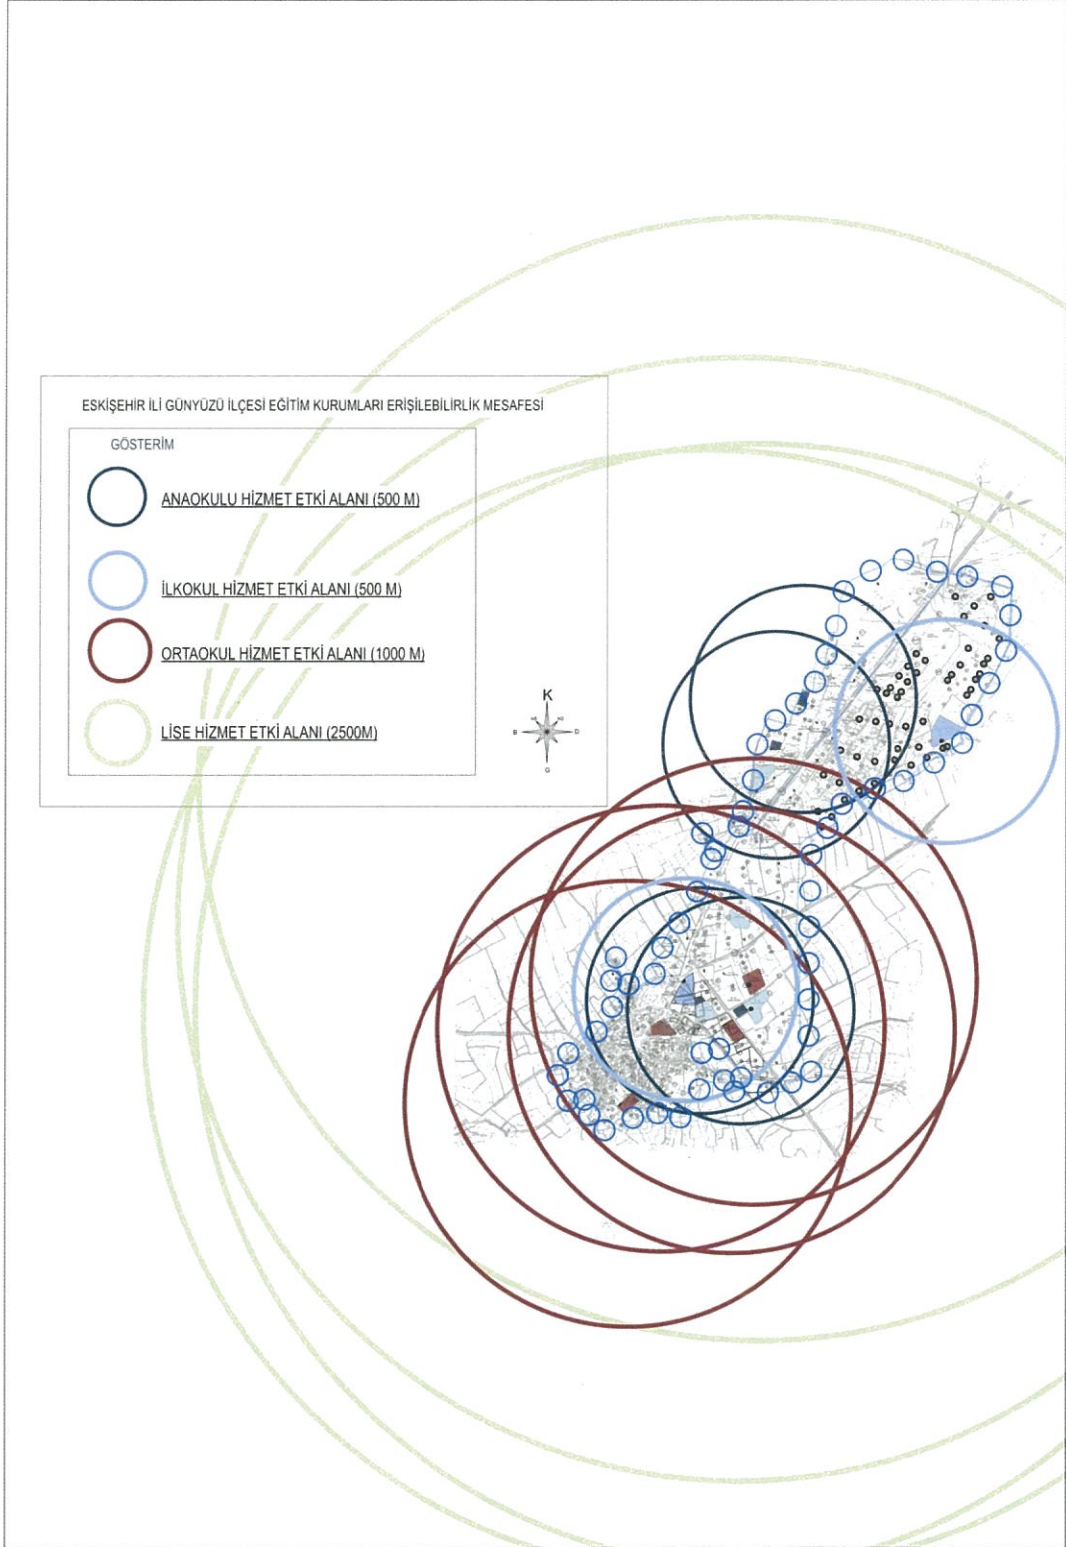 ESKİŞEHİR İLİ GÜNYÜZÜ İLÇESİ EĞİTİM KURUMLARI ERİŞİLEBİLİRLİK MESAFESİ
GÖSTERİM
ANAOKULU HİZMET ETKİ ALANI (500 M)
İLKOKUL HİZMET ETKİ ALANI (500 M)
ORTAOKUL HİZMET ETKİ ALANI (1000 M)
LİSE HİZMET ETKİ ALANI (2500M)
K
B
D
G